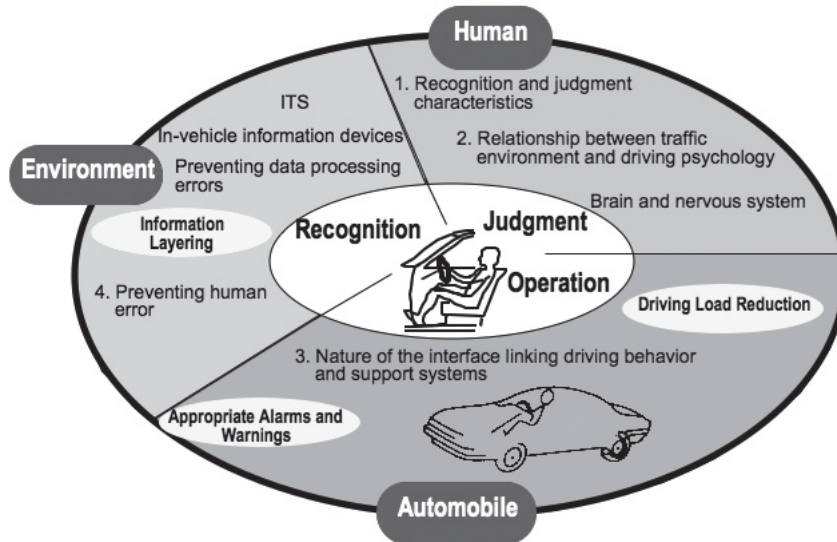 Human
1. Recognition and judgment
characteristics
2. Relationship between traffic
environment and driving psychology
Brain and nervous system
ITS
In-vehicle information devices
Preventing data processing
errors
Environment
Information
Layering
4. Preventing human
error
Recognition
Judgment
Operation
Driving Load Reduction
3. Nature of the interface linking driving behavior
and support systems
Appropriate Alarms and
Warnings
Automobile